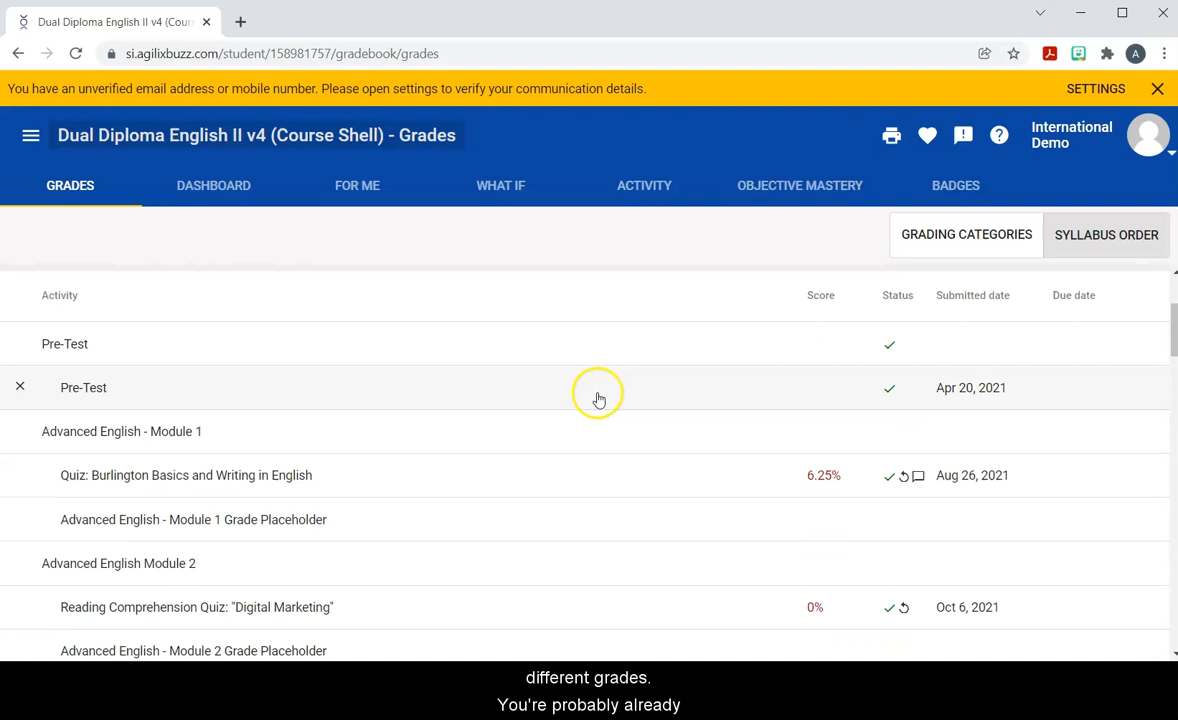 Dual Diploma English II v4 (Cour
si.agilixbuzz.com/student/158981757/gradebook/grades
A
You have an unverified email address or mobile number. Please open settings to verify your communication details.
SETTINGS
Dual Diploma English II v4 (Course Shell) - Grades
International
Demo
GRADES DASHBOARD FOR ME WHAT IF ACTIVITY OBJECTIVE MASTERY BADGES
GRADING CATEGORIES SYLLABUS ORDER
Activity Score Status Submitted date Due date
Pre-Test
Pre-Test Apr 20, 2021
Advanced English - Module 1
Quiz: Burlington Basics and Writing in English 6.25% Aug 26, 2021
Advanced English - Module 1 Grade Placeholder
Advanced English Module 2
Reading Comprehension Quiz: "Digital Marketing" 0% Oct 6, 2021
Advanced English - Module 2 Grade Placeholder
different grades.
You're probably already